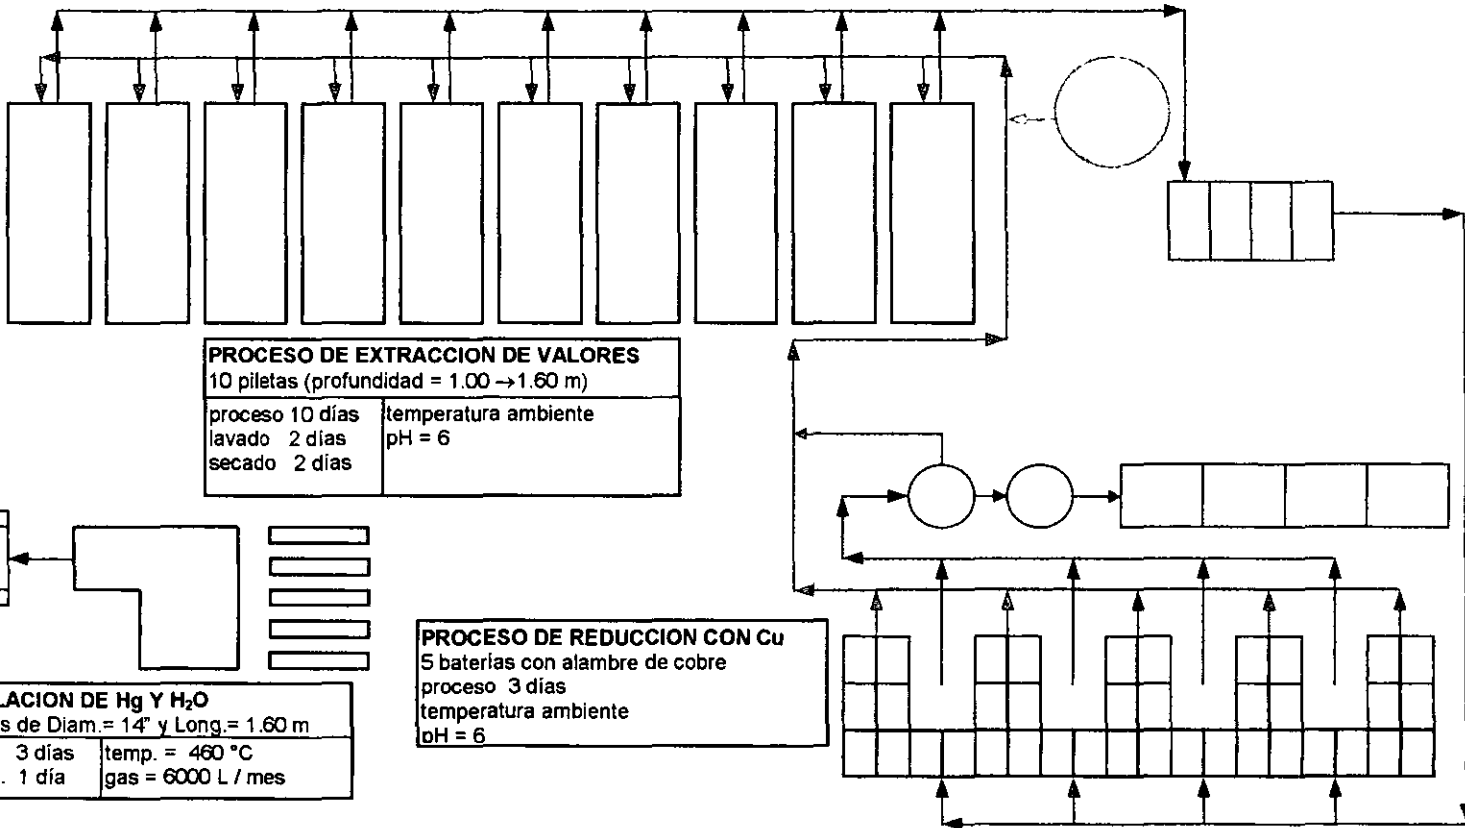 PROCESO DE EXTRACCION DE VALORES
10 piletas (profundidad = 1.00 →1.60 m)
proceso 10 días
lavado 2 días
secado 2 días
temperatura ambiente
pH = 6
PROCESO DE REDUCCION CON Cu
5 baterías con alambre de cobre
proceso 3 días
temperatura ambiente
pH = 6
LACION DE Hg Y H₂O
s de Diam.= 14" y Long.= 1.60 m
3 días
. 1 día
temp. = 460 °C
gas = 6000 L / mes